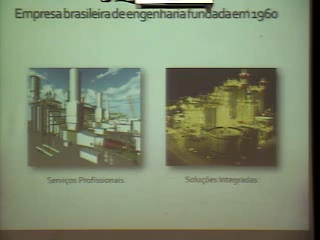 Empresa brasileira de engenharia fundada em 1960
Serviços Profissionais
Soluções Integradas